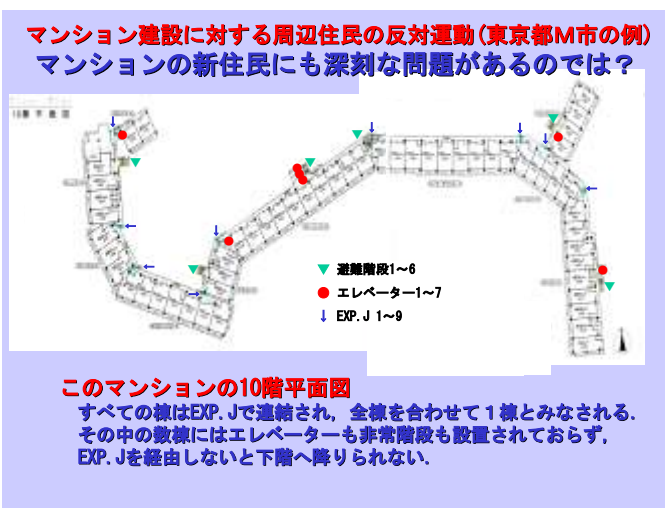 マンション建設に対する周辺住民の反対運動(東京都M市の例)
マンションの新住民にも深刻な問題があるのでは?
10階平面図
避難階段1~6
エレベーター1~7
EXP.J 1~9
このマンションの10階平面図
すべての棟はEXP.Jで連結され, 全棟を合わせて1棟とみなされる.
その中の数棟にはエレベーターも非常階段も設置されておらず,
EXP.Jを経由しないと下階へ降りられない.